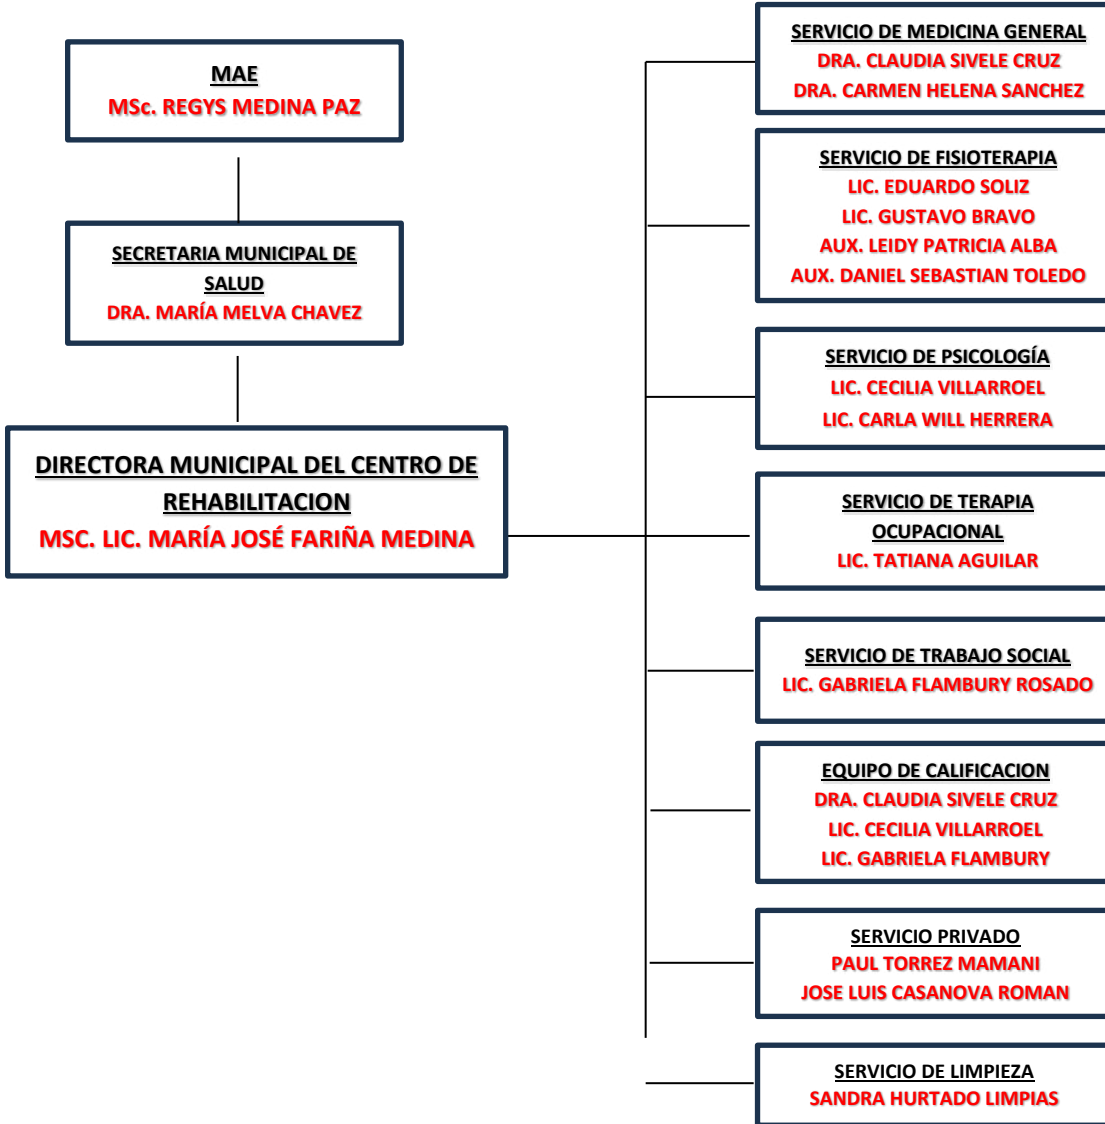 MAE
MSc. REGYS MEDINA PAZ
SECRETARIA MUNICIPAL DE
SALUD
DRA. MARÍA MELVA CHAVEZ
DIRECTORA MUNICIPAL DEL CENTRO DE
REHABILITACION
MSC. LIC. MARÍA JOSÉ FARIÑA MEDINA
SERVICIO DE MEDICINA GENERAL
DRA. CLAUDIA SIVELE CRUZ
DRA. CARMEN HELENA SANCHEZ
SERVICIO DE FISIOTERAPIA
LIC. EDUARDO SOLIZ
LIC. GUSTAVO BRAVO
AUX. LEIDY PATRICIA ALBA
AUX. DANIEL SEBASTIAN TOLEDO
SERVICIO DE PSICOLOGÍA
LIC. CECILIA VILLARROEL
LIC. CARLA WILL HERRERA
SERVICIO DE TERAPIA
OCUPACIONAL
LIC. TATIANA AGUILAR
SERVICIO DE TRABAJO SOCIAL
LIC. GABRIELA FLAMBURY ROSADO
EQUIPO DE CALIFICACION
DRA. CLAUDIA SIVELE CRUZ
LIC. CECILIA VILLARROEL
LIC. GABRIELA FLAMBURY
SERVICIO PRIVADO
PAUL TORREZ MAMANI
JOSE LUIS CASANOVA ROMAN
SERVICIO DE LIMPIEZA
SANDRA HURTADO LIMPIAS